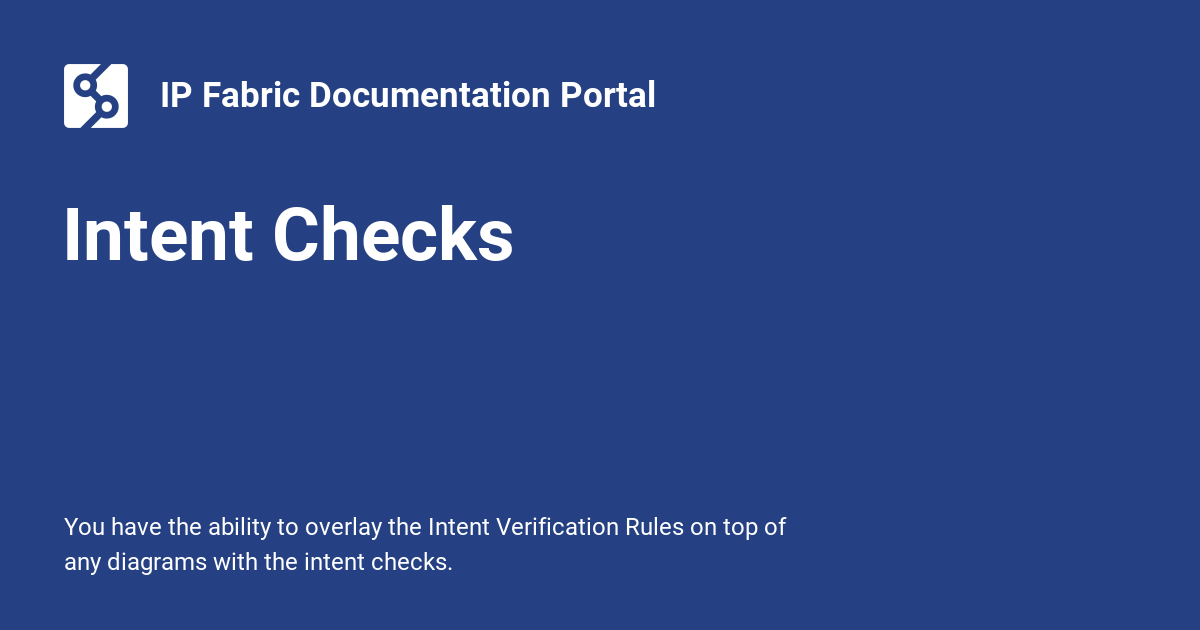 IP Fabric Documentation Portal
Intent Checks
You have the ability to overlay the Intent Verification Rules on top of
any diagrams with the intent checks.